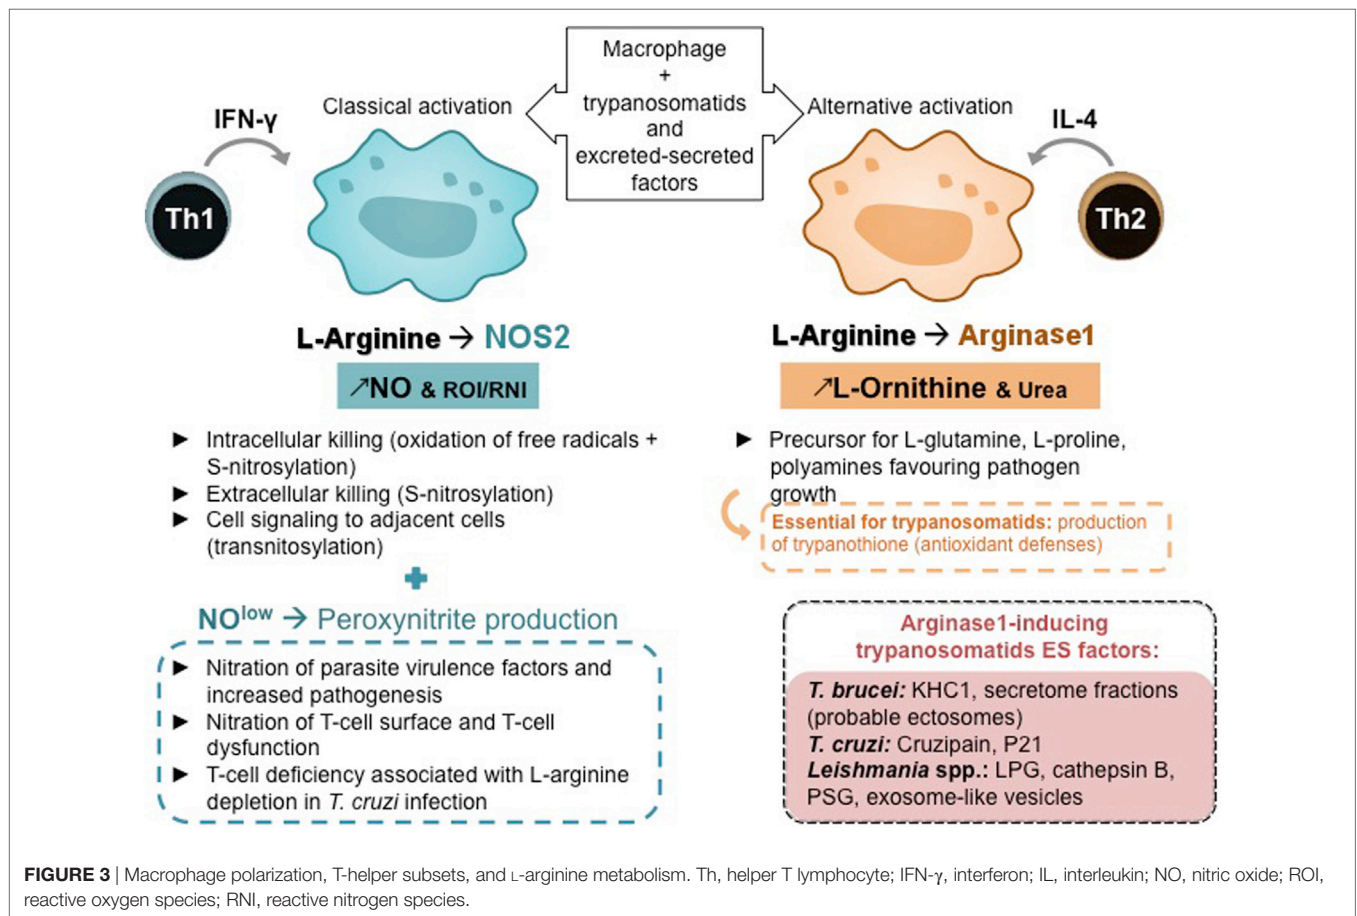 Macrophage
+
trypanosomatids
and
excreted-secreted
factors
Classical activation
IFN-γ
Th1
L-Arginine → NOS2
↗NO & ROI/RNI
► Intracellular killing (oxidation of free radicals +
S-nitrosylation)
► Extracellular killing (S-nitrosylation)
► Cell signaling to adjacent cells
(transnitosylation)
+
NOlow → Peroxynitrite production
► Nitration of parasite virulence factors and
increased pathogenesis
► Nitration of T-cell surface and T-cell
dysfunction
► T-cell deficiency associated with L-arginine
depletion in T. cruzi infection
Alternative activation
IL-4
Th2
L-Arginine → Arginase1
↗L-Ornithine & Urea
► Precursor for L-glutamine, L-proline,
polyamines favouring pathogen
growth
Essential for trypanosomatids: production
of trypanothione (antioxidant defenses)
Arginase1-inducing
trypanosomatids ES factors:
T. brucei: KHC1, secretome fractions
(probable ectosomes)
T. cruzi: Cruzipain, P21
Leishmania spp.: LPG, cathepsin B,
PSG, exosome-like vesicles
FIGURE 3 | Macrophage polarization, T-helper subsets, and L-arginine metabolism. Th, helper T lymphocyte; IFN-γ, interferon; IL, interleukin; NO, nitric oxide; ROI,
reactive oxygen species; RNI, reactive nitrogen species.